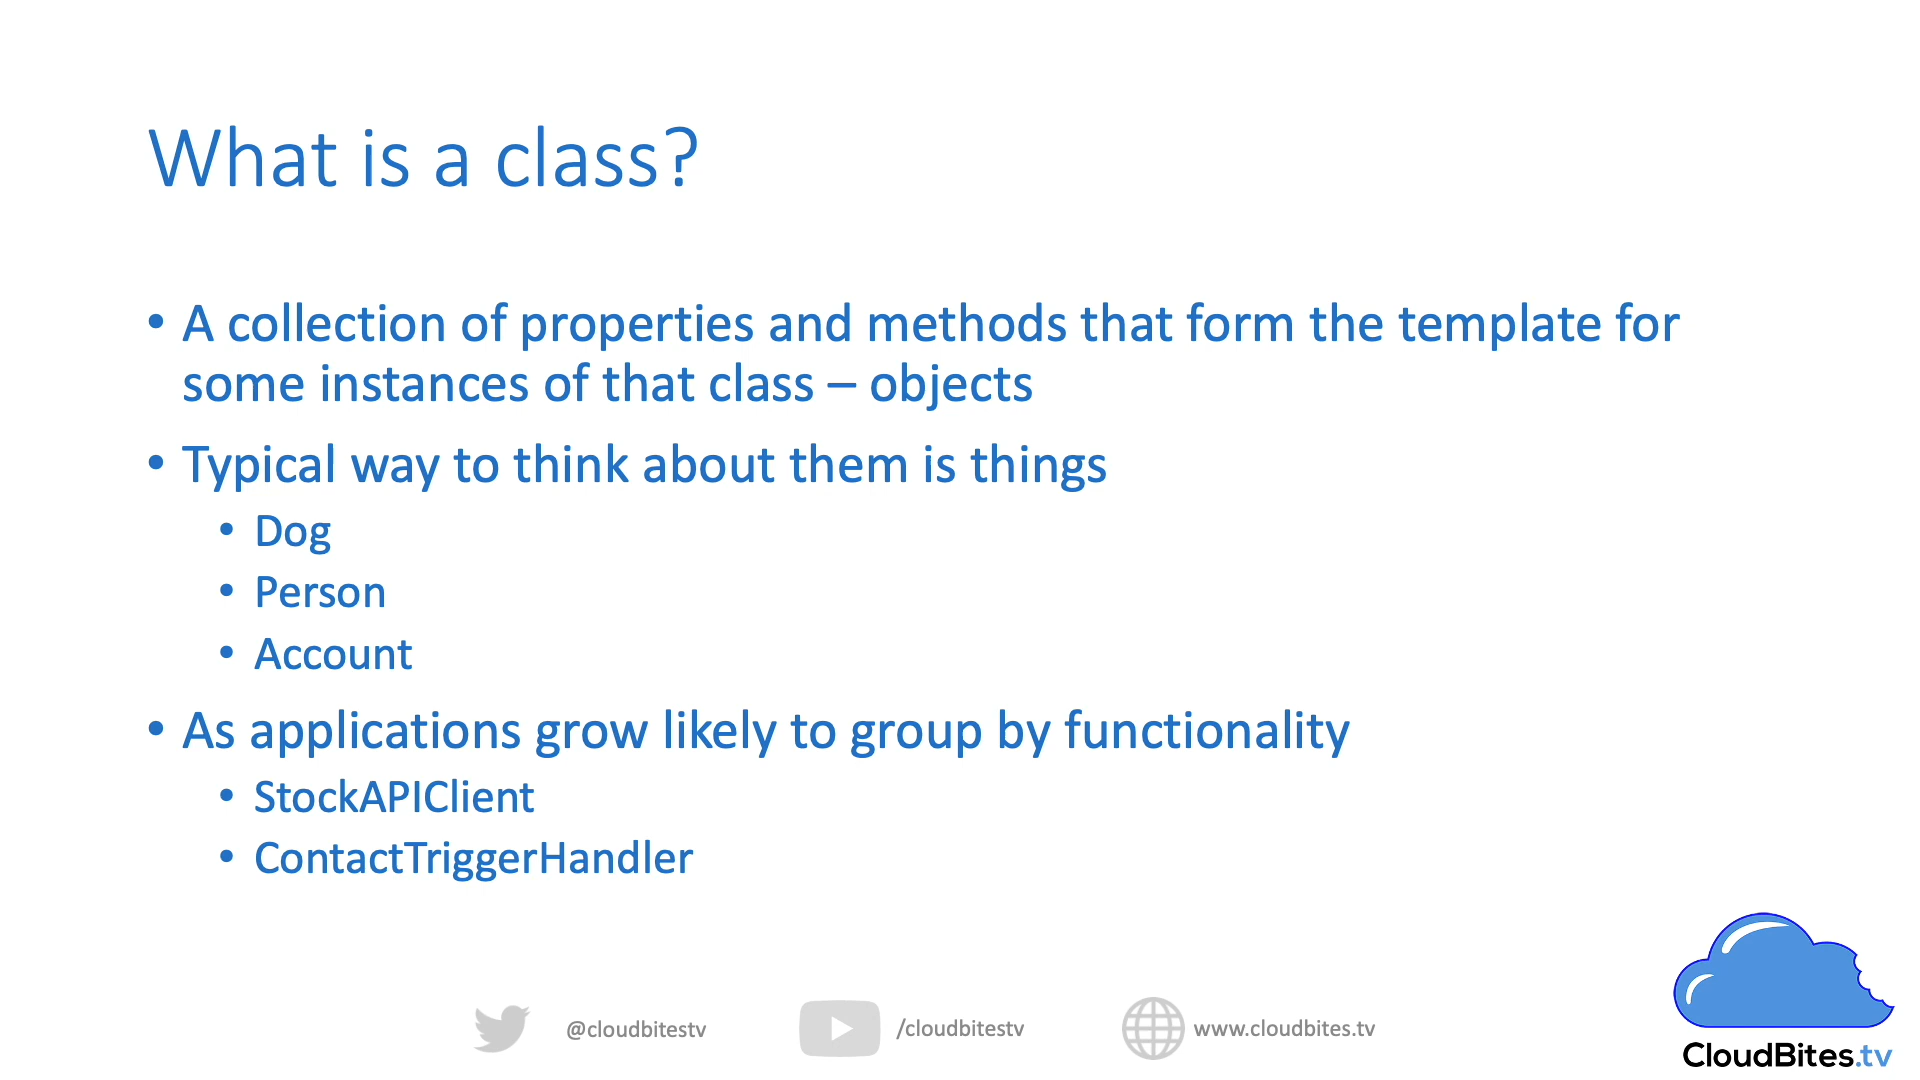 What is a class?
• A collection of properties and methods that form the template for
some instances of that class – objects
• Typical way to think about them is things
• Dog
• Person
• Account
• As applications grow likely to group by functionality
• StockAPIClient
• ContactTriggerHandler
@cloudbitestv
/cloudbitestv
www.cloudbites.tv
CloudBites.tv